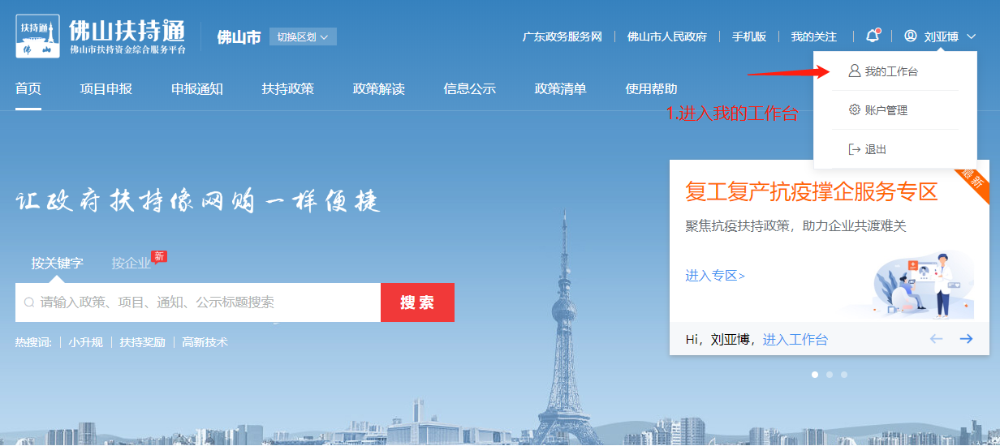 扶持通
佛 山
佛山扶持通
佛山市扶持资金综合服务平台
佛山市
切换区划
广东政务服务网
佛山市人民政府
手机版
我的关注
刘亚博
我的工作台
账户管理
退出
首页
项目申报
申报通知
扶持政策
政策解读
信息公示
政策清单
使用帮助
1.进入我的工作台
让政府扶持像网购一样便捷
按关键字
按企业
新
请输入政策、项目、通知、公示标题搜索
搜 索
热搜词:
小升规
扶持奖励
高新技术
最新
复工复产抗疫撑企服务专区
聚焦抗疫扶持政策，助力企业共渡难关
进入专区>
Hi，刘亚博，进入工作台